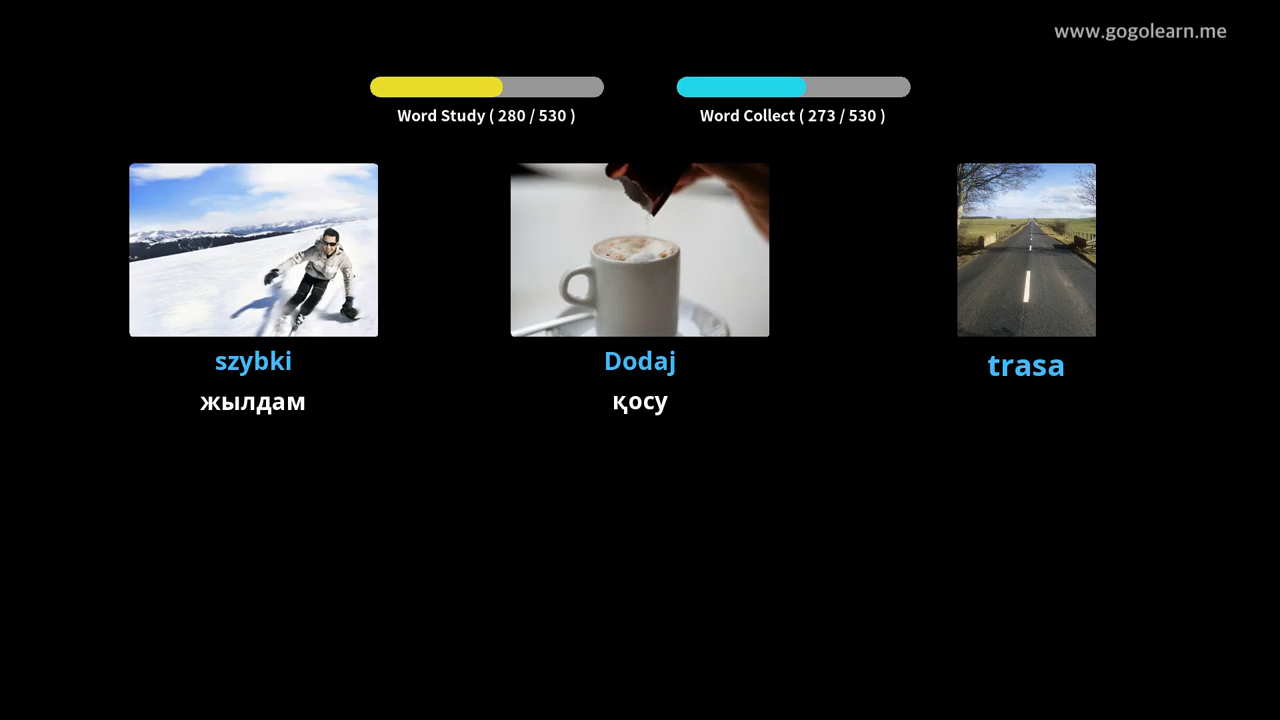 www.gogolearn.me
Word Study ( 280 / 530 )
Word Collect ( 273 / 530 )
szybki
Dodaj
trasa
жылдам
қосу